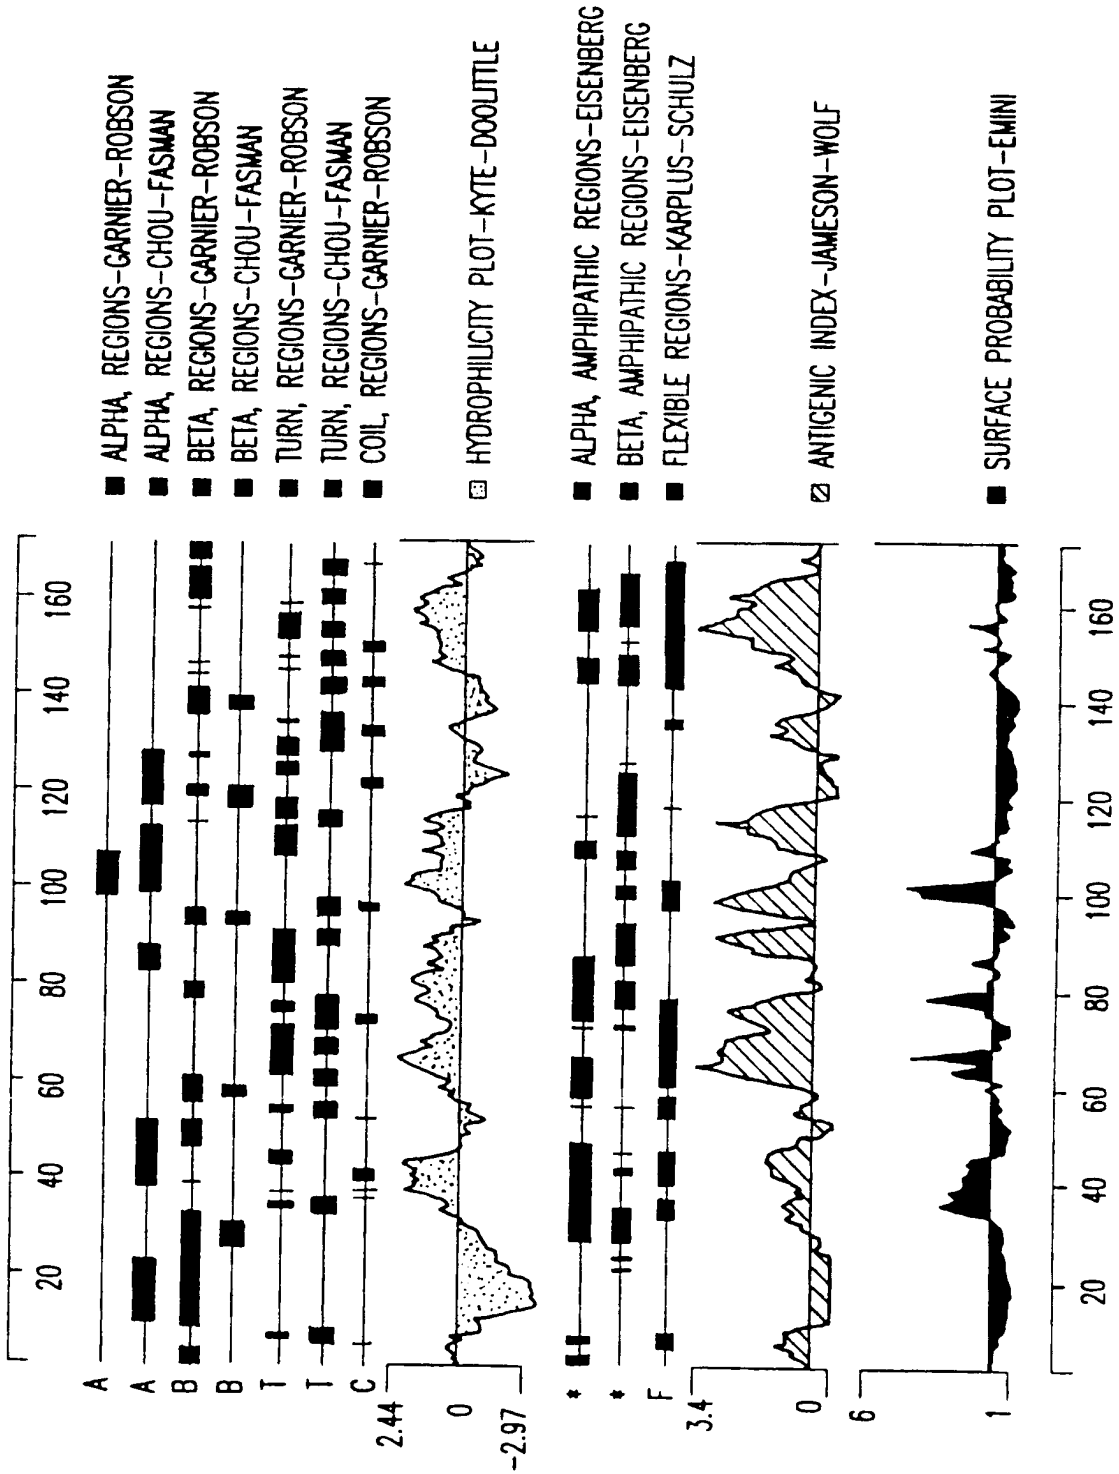 20 40 60 80 100 120 140 160
A ALPHA, REGIONS-GARNIER-ROBSON
A ALPHA, REGIONS-CHOU-FASMAN
B BETA, REGIONS-GARNIER-ROBSON
B BETA, REGIONS-CHOU-FASMAN
T TURN, REGIONS-GARNIER-ROBSON
T TURN, REGIONS-CHOU-FASMAN
C COIL, REGIONS-GARNIER-ROBSON
2.44
0 HYDROPHILICITY PLOT-KYTE-DOOLITTLE
-2.97
* ALPHA, AMPHIPATHIC REGIONS-EISENBERG
* BETA, AMPHIPATHIC REGIONS-EISENBERG
F FLEXIBLE REGIONS-KARPLUS-SCHULZ
3.4
0 ANTIGENIC INDEX-JAMESON-WOLF
6
1 SURFACE PROBABILITY PLOT-EMINI
20 40 60 80 100 120 140 160